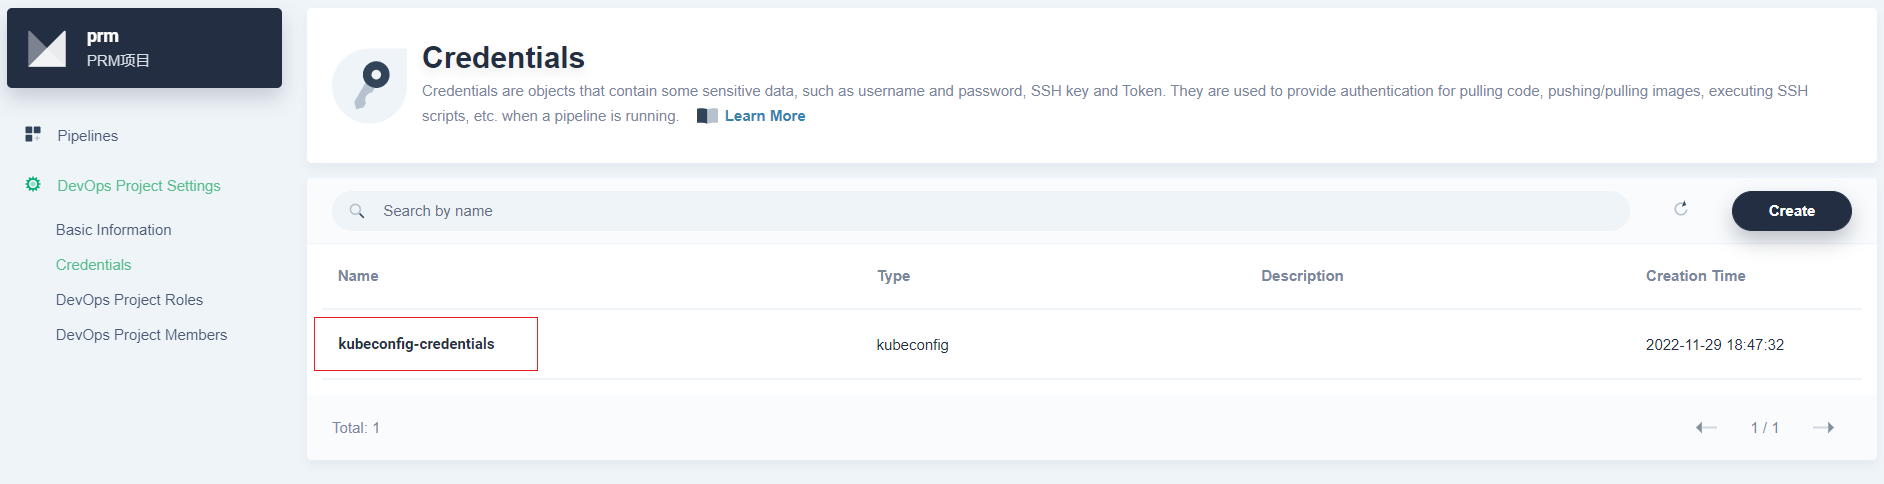 prm
PRM项目
Pipelines
DevOps Project Settings
Basic Information
Credentials
DevOps Project Roles
DevOps Project Members
Credentials
Credentials are objects that contain some sensitive data, such as username and password, SSH key and Token. They are used to provide authentication for pulling code, pushing/pulling images, executing SSH
scripts, etc. when a pipeline is running. Learn More
Search by name
Create
Name Type Description Creation Time
kubeconfig-credentials kubeconfig 2022-11-29 18:47:32
Total: 1 1 / 1